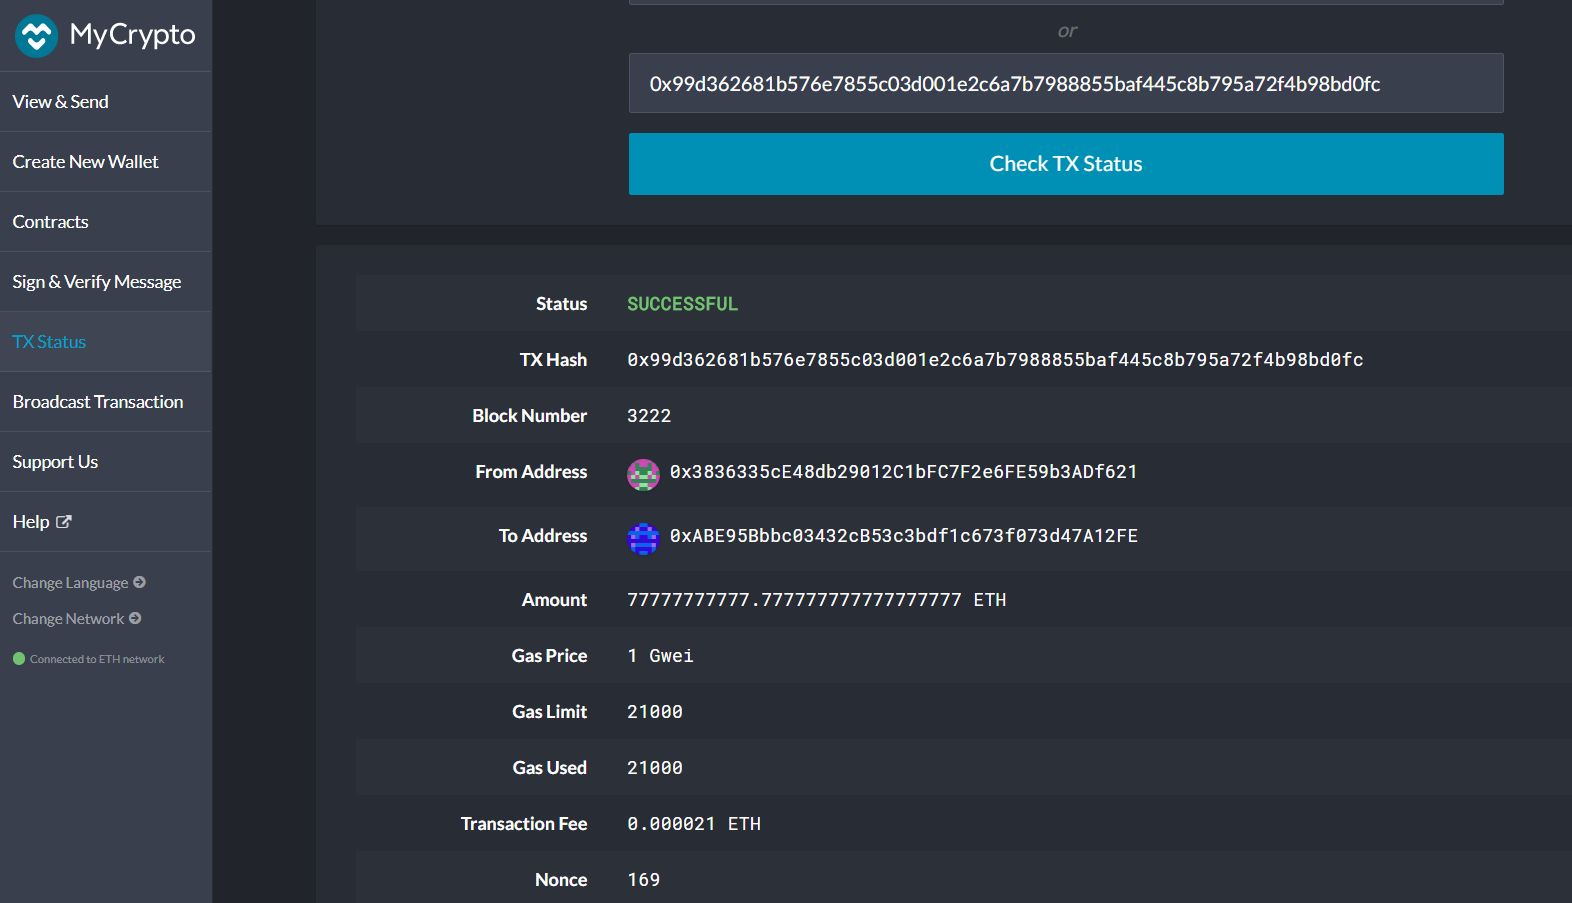 MyCrypto
View & Send
Create New Wallet
Contracts
Sign & Verify Message
TX Status
Broadcast Transaction
Support Us
Help
Change Language
Change Network
Connected to ETH network
or
0x99d362681b576e7855c03d001e2c6a7b7988855baf445c8b795a72f4b98bd0fc
Check TX Status
Status SUCCESSFUL
TX Hash 0x99d362681b576e7855c03d001e2c6a7b7988855baf445c8b795a72f4b98bd0fc
Block Number 3222
From Address 0x3836335cE48db29012C1bFC7F2e6FE59b3ADf621
To Address 0xABE95Bbbc03432cB53c3bdf1c673f073d47A12FE
Amount 77777777777.777777777777777777 ETH
Gas Price 1 Gwei
Gas Limit 21000
Gas Used 21000
Transaction Fee 0.000021 ETH
Nonce 169